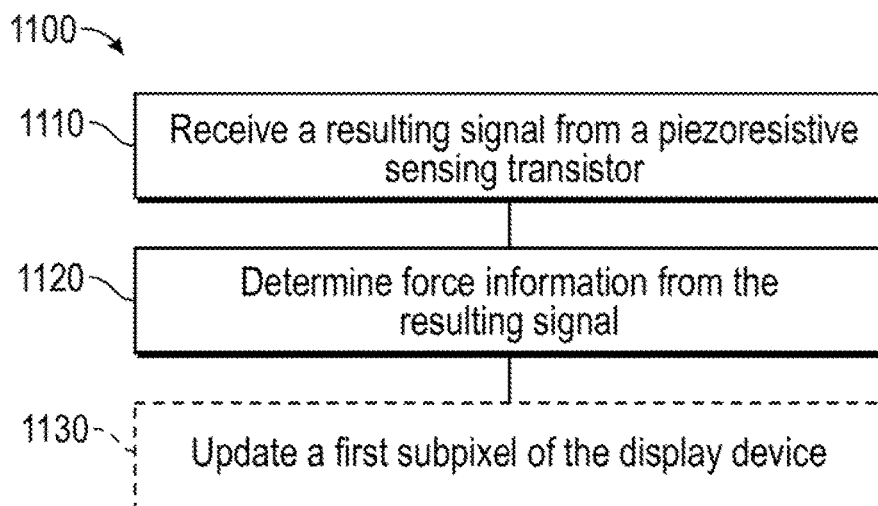 1100
1110
Receive a resulting signal from a piezoresistive
sensing transistor
1120
Determine force information from the
resulting signal
1130
Update a first subpixel of the display device